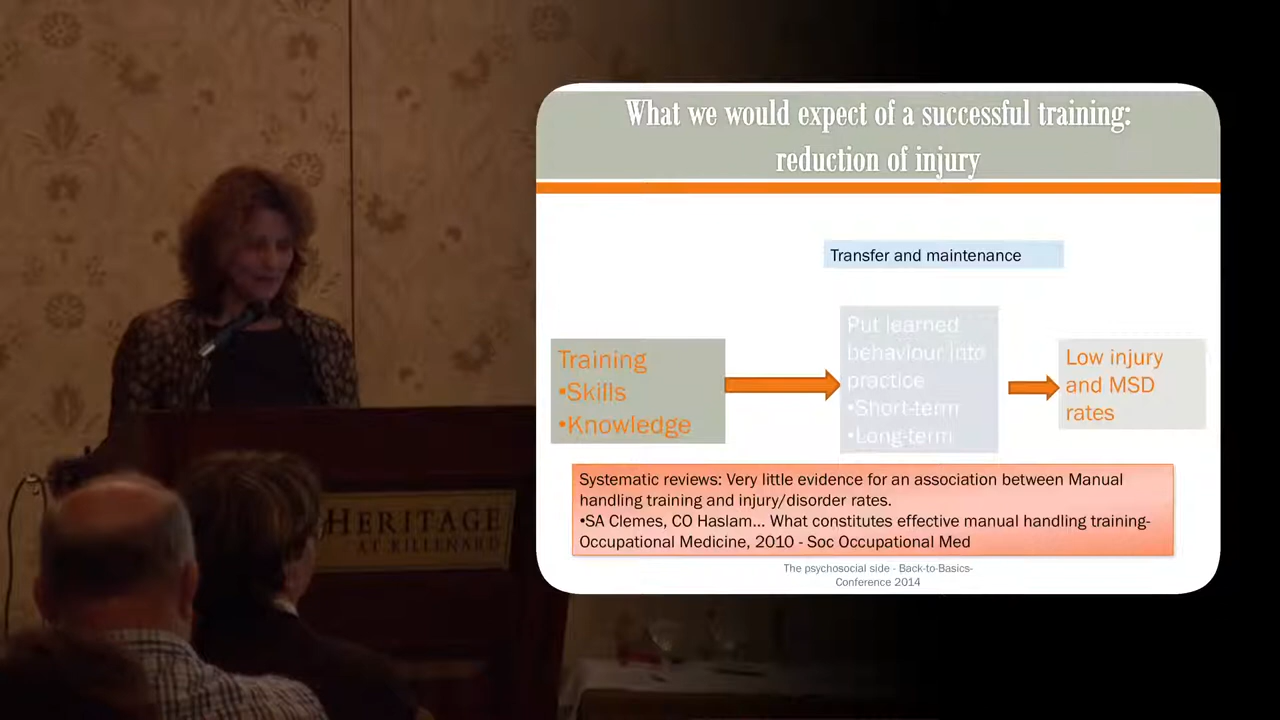 What we would expect of a successful training:
reduction of injury
Transfer and maintenance
Training
•Skills
•Knowledge
Put learned
behaviour into
practice
•Short-term
•Long-term
Low injury
and MSD
rates
Systematic reviews: Very little evidence for an association between Manual
handling training and injury/disorder rates.
•SA Clemes, CO Haslam... What constitutes effective manual handling training-
Occupational Medicine, 2010 - Soc Occupational Med
The psychosocial side - Back-to-Basics-
Conference 2014
HERITAGE
AT KILLENARD